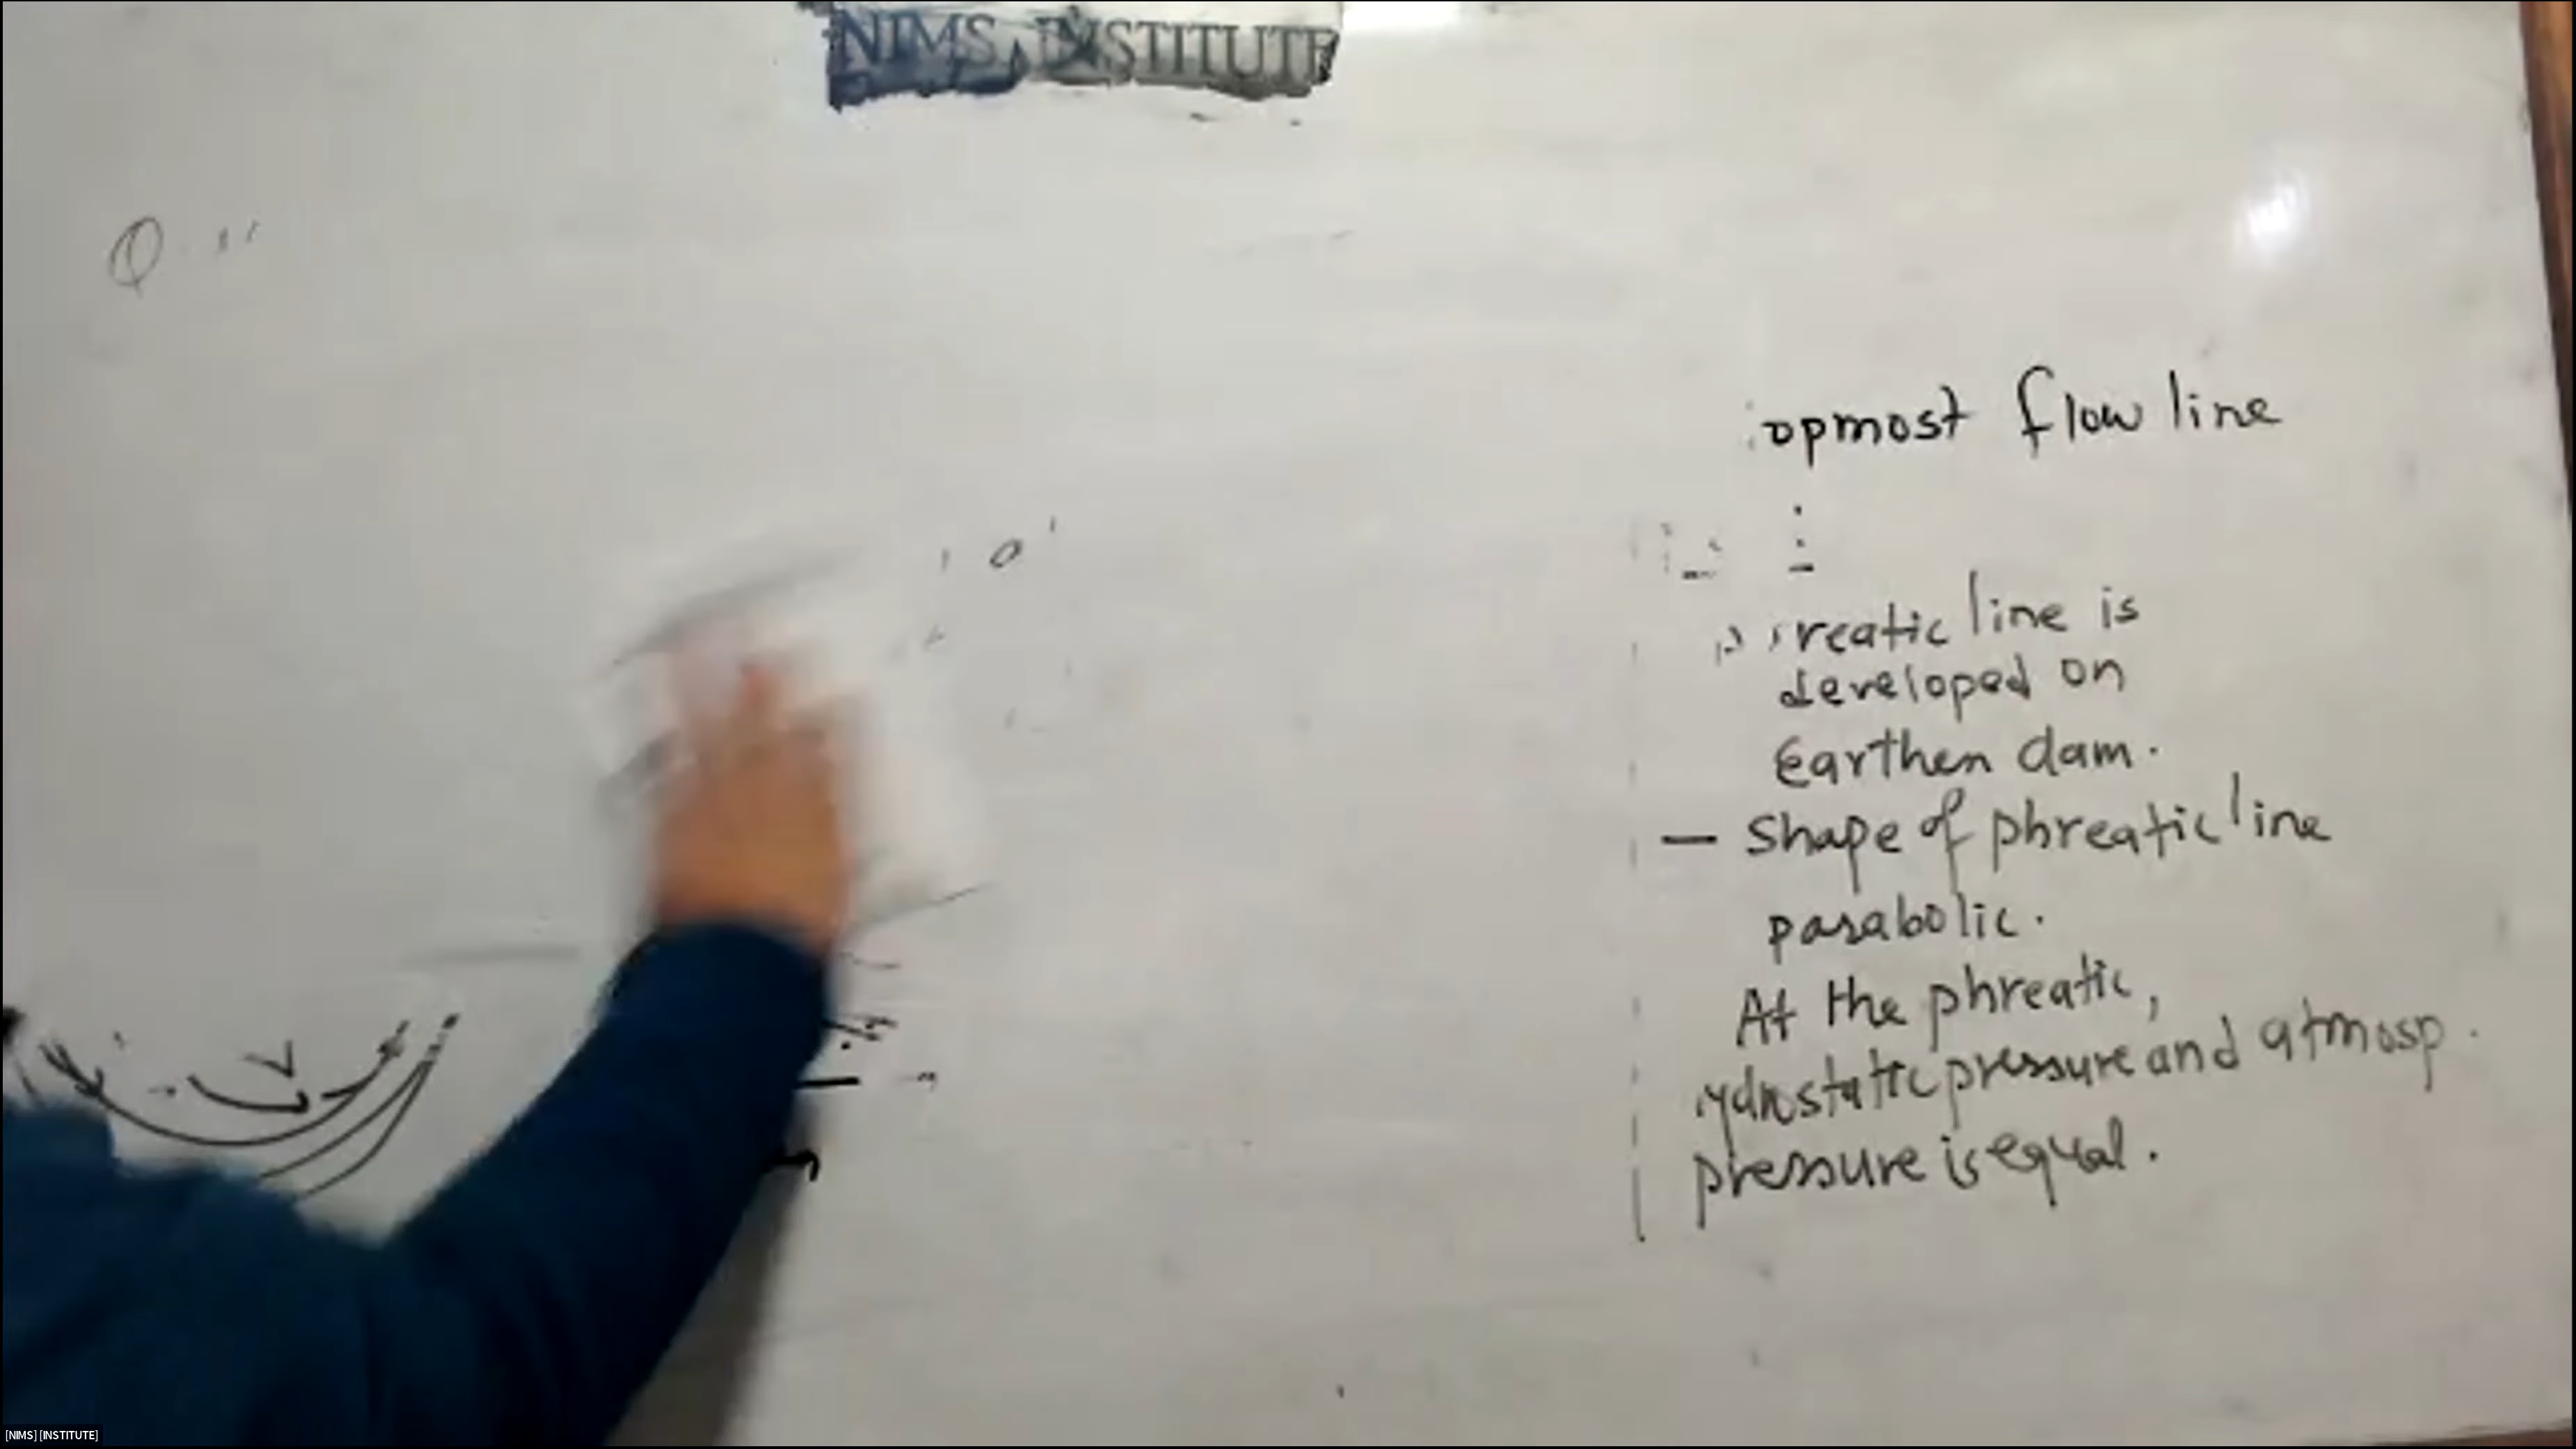 NIMS INSTITUTE
Q
opmost flow line
reatic line is
developed on
Earthen dam.
— Shape of phreatic line
parabolic.
At the phreatic,
ydrostatic pressure and atmosp.
pressure is equal.
[NIMS] [INSTITUTE]